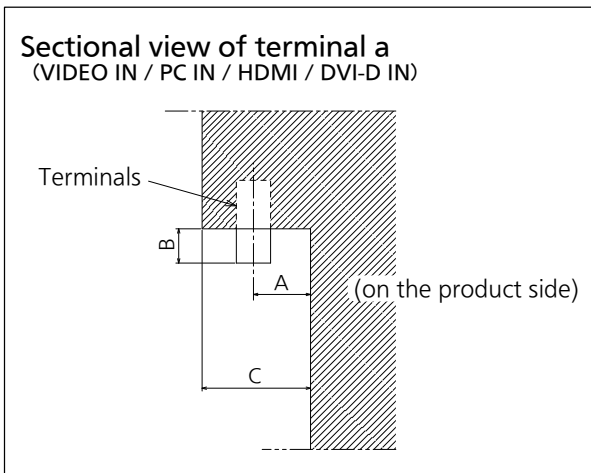 Sectional view of terminal a
(VIDEO IN / PC IN / HDMI / DVI-D IN)
Terminals
B
A
(on the product side)
C